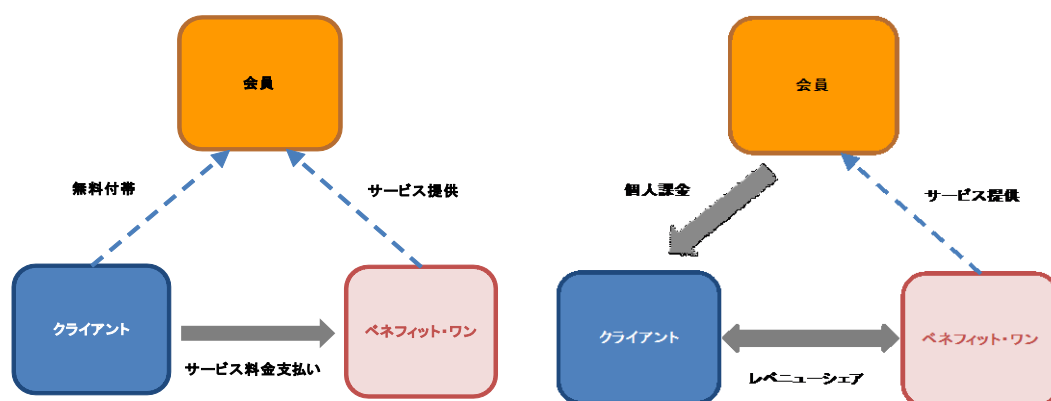 会員
無料付帯
サービス提供
クライアント
ベネフィット・ワン
サービス料金支払い
会員
個人課金
サービス提供
クライアント
ベネフィット・ワン
レベニューシェア